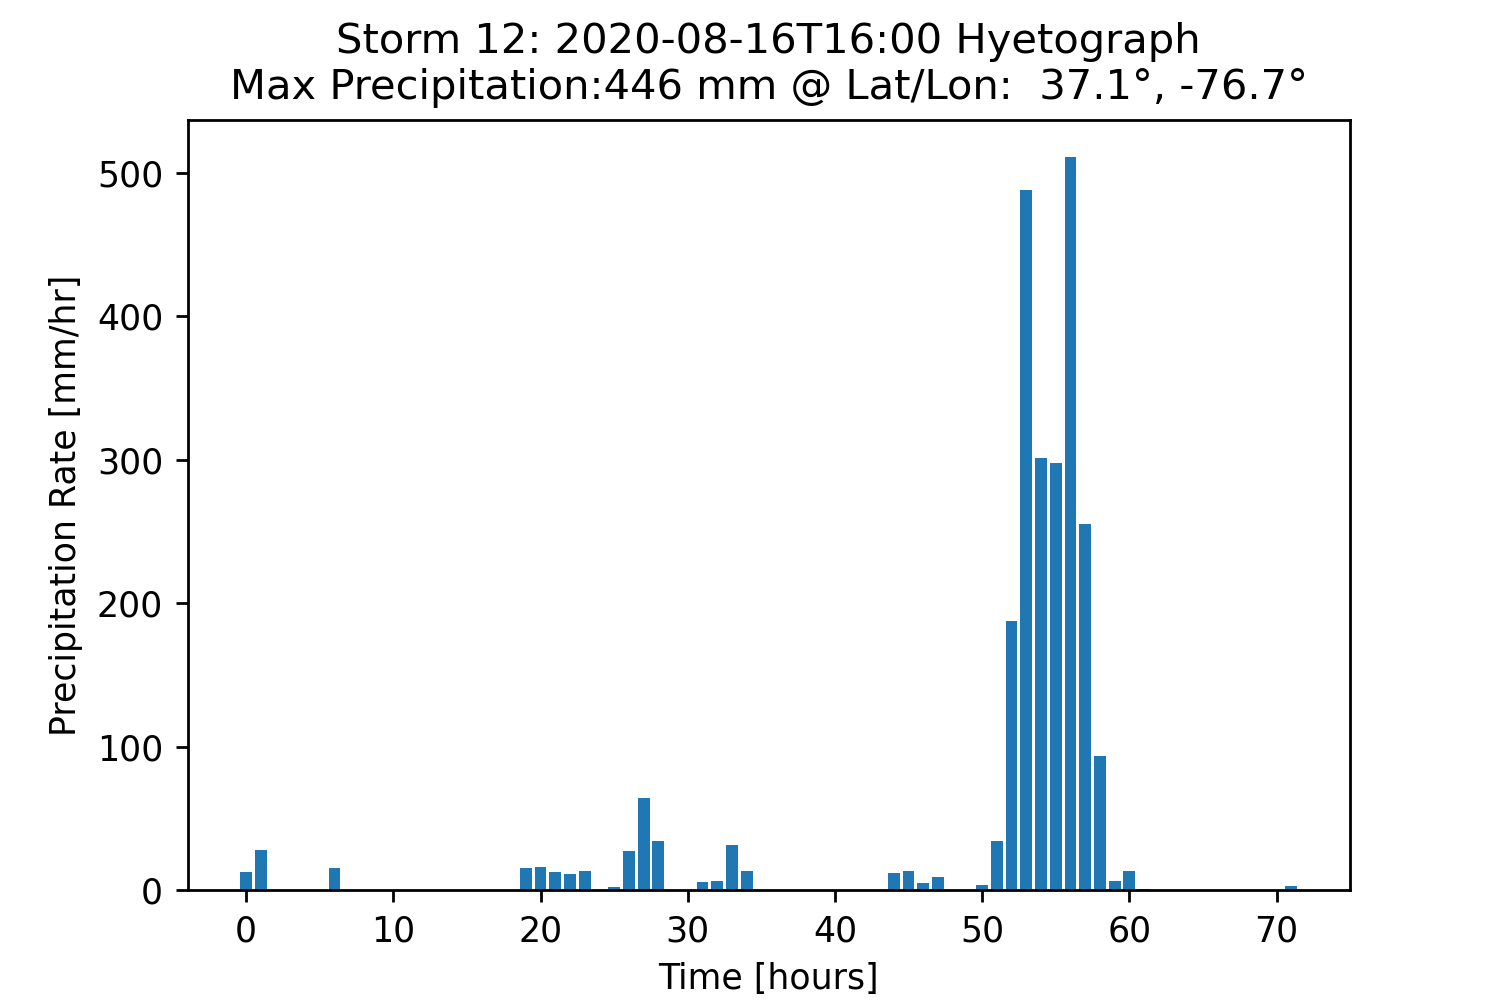 Storm 12: 2020-08-16T16:00 Hyetograph
Max Precipitation:446 mm @ Lat/Lon:  37.1°, -76.7°
Precipitation Rate [mm/hr]
500
400
300
200
100
0
0 10 20 30 40 50 60 70
Time [hours]